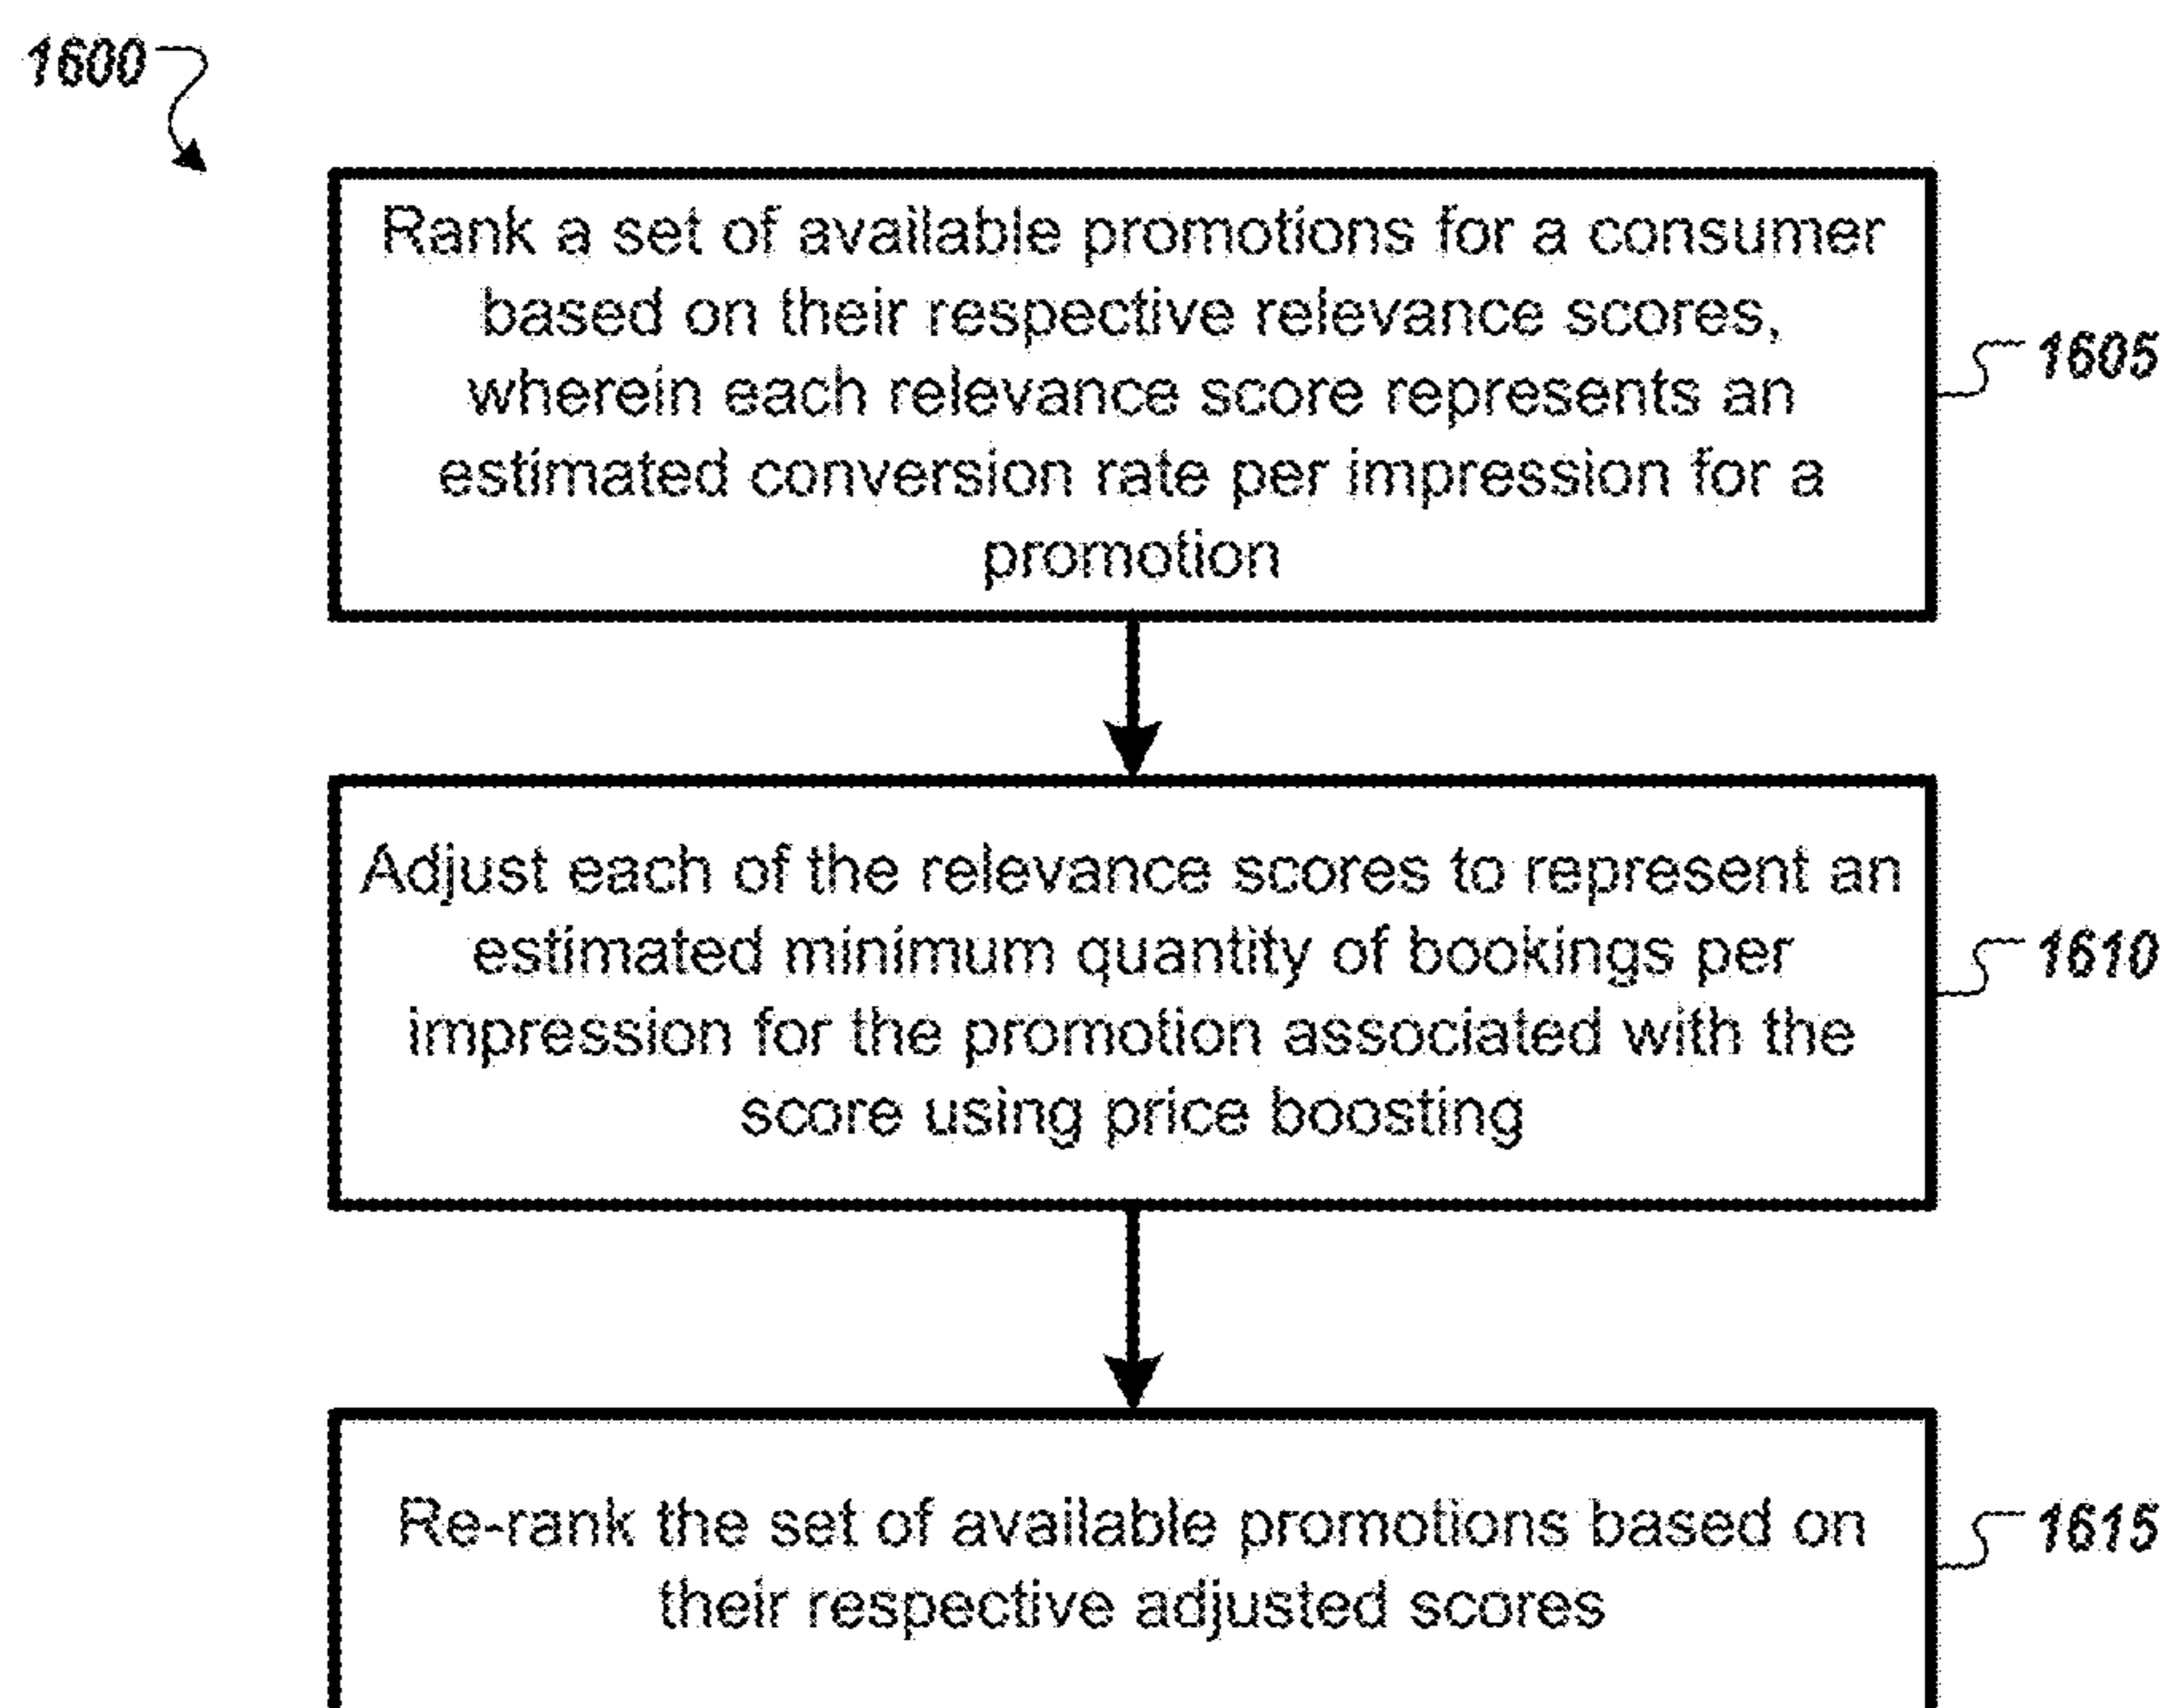 1600
Rank a set of available promotions for a consumer
based on their respective relevance scores,
wherein each relevance score represents an
estimated conversion rate per impression for a
promotion
1605
Adjust each of the relevance scores to represent an
estimated minimum quantity of bookings per
impression for the promotion associated with the
score using price boosting
1610
Re-rank the set of available promotions based on
their respective adjusted scores
1615